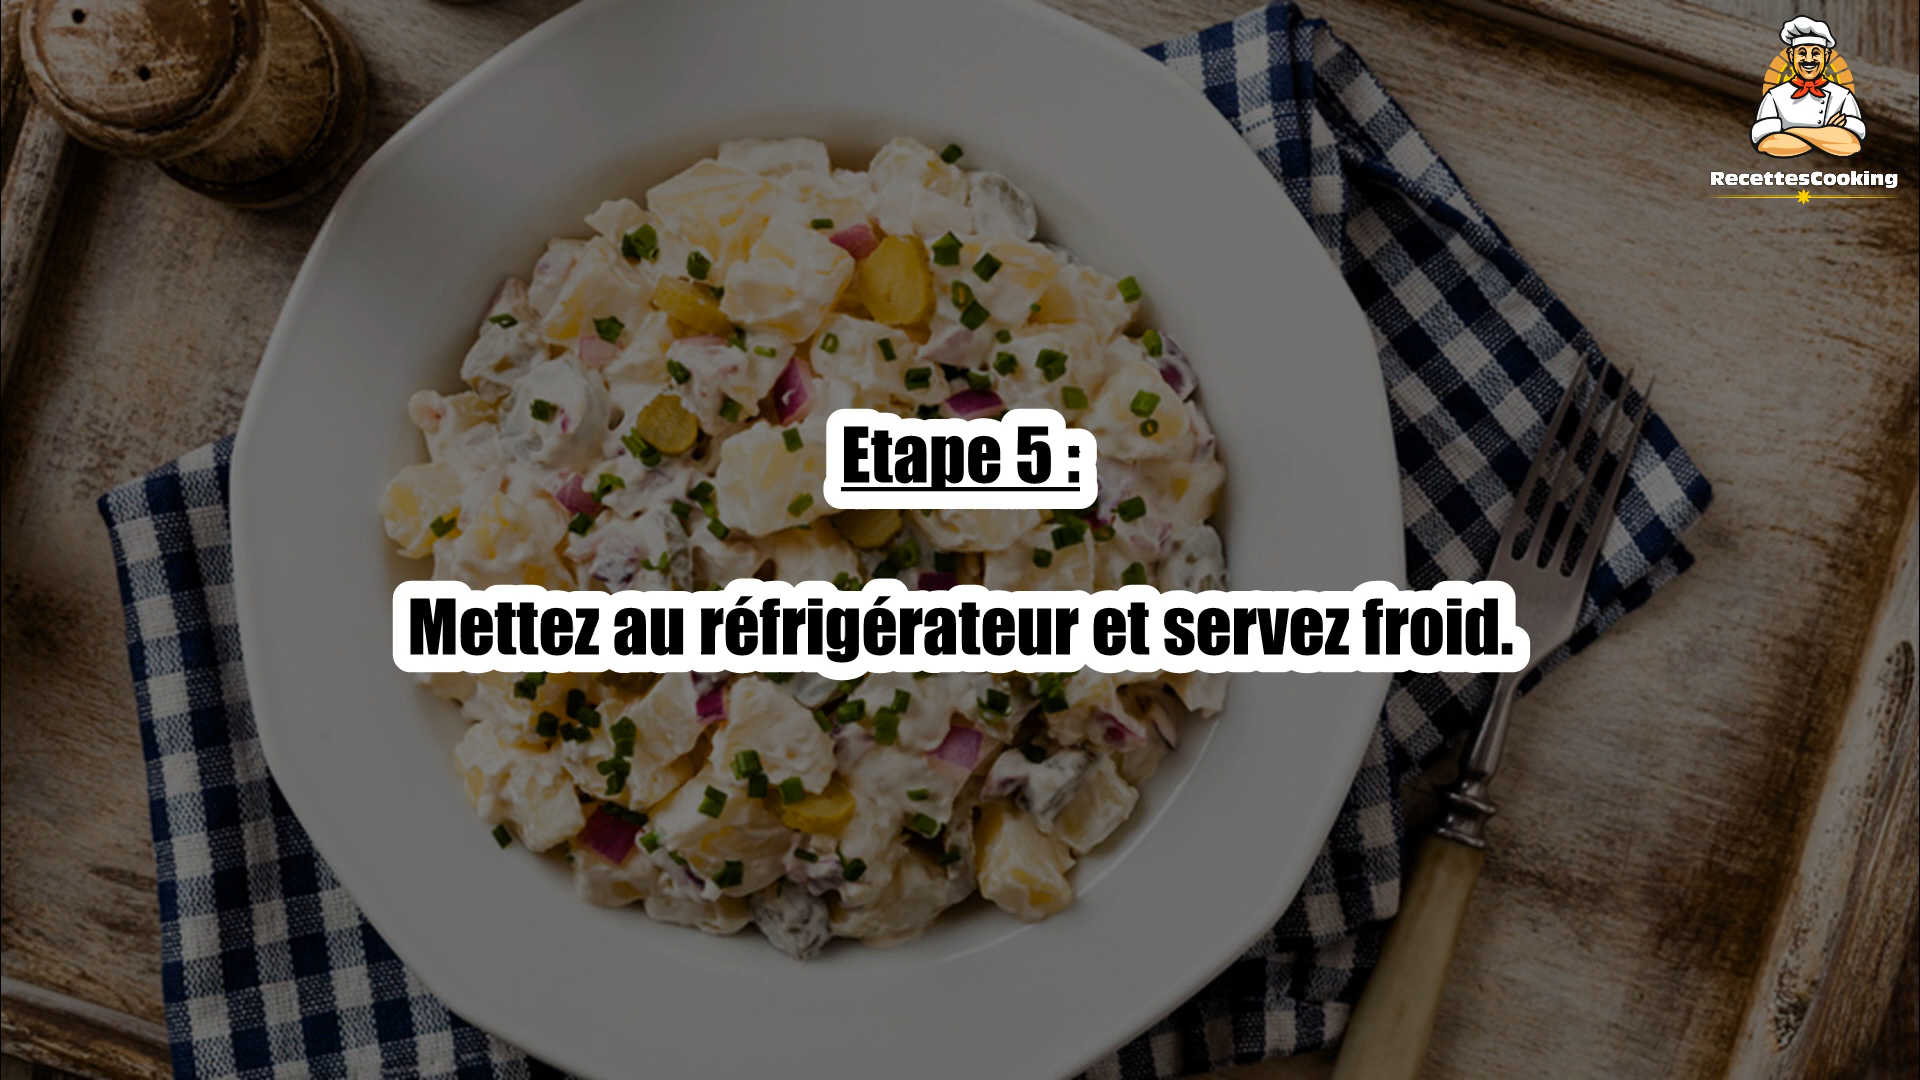 RecettesCooking
Etape 5 :
Mettez au réfrigérateur et servez froid.